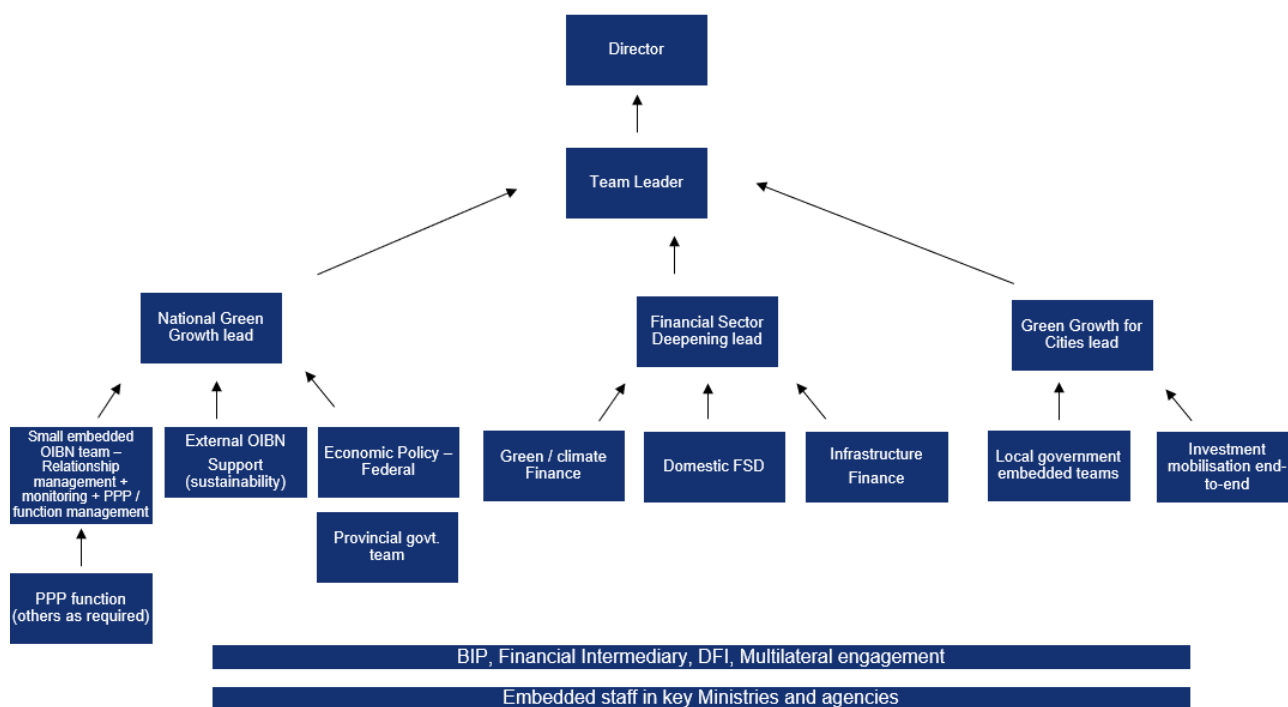 Director
Team Leader
National Green
Growth lead
Financial Sector
Deepening lead
Green Growth for
Cities lead
Small embedded
OIBN team –
Relationship
management +
monitoring + PPP /
function management
External OIBN
Support
(sustainability)
Economic Policy –
Federal
Green / climate
Finance
Domestic FSD
Infrastructure
Finance
Local government
embedded teams
Investment
mobilisation end-
to-end
Provincial govt.
team
PPP function
(others as required)
BIP, Financial Intermediary, DFI, Multilateral engagement
Embedded staff in key Ministries and agencies